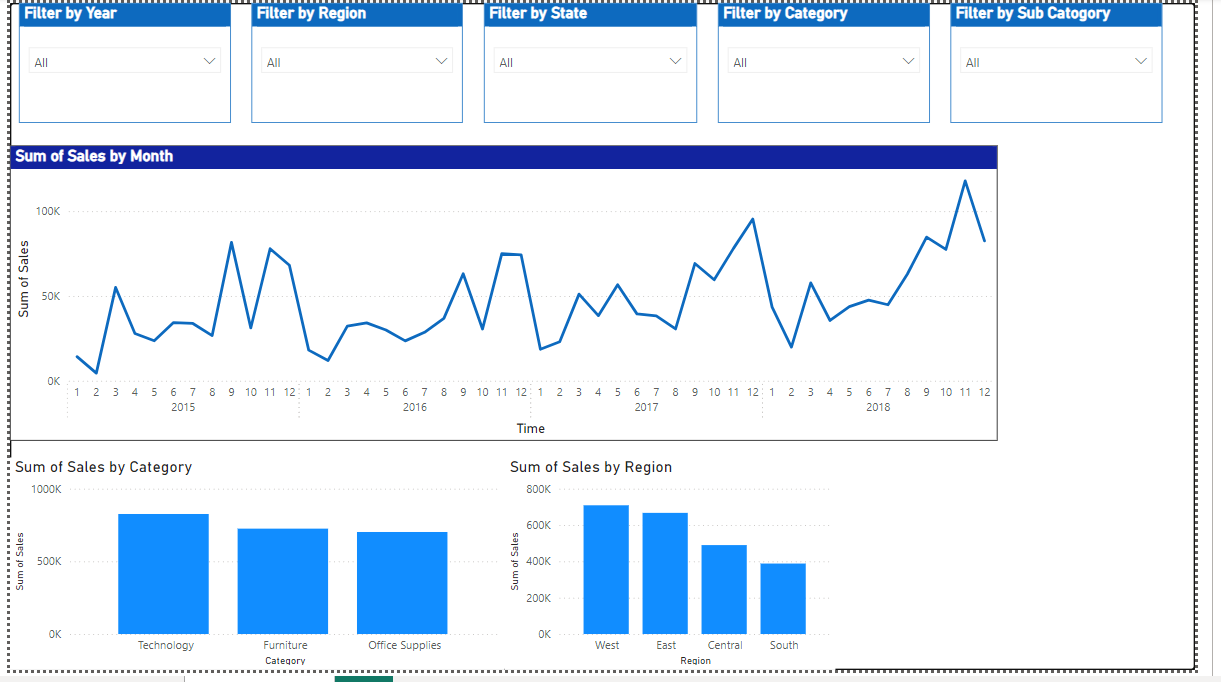 Filter by Year Filter by Region Filter by State Filter by Category Filter by Sub Catogory
All All All All All
Sum of Sales by Month
100K
50K
0K
Sum of Sales
1 2 3 4 5 6 7 8 9 10 11 12 1 2 3 4 5 6 7 8 9 10 11 12 1 2 3 4 5 6 7 8 9 10 11 12 1 2 3 4 5 6 7 8 9 10 11 12
2015 2016 2017 2018
Time
Sum of Sales by Category
1000K
500K
0K
Sum of Sales
Technology Furniture Office Supplies
Category
Sum of Sales by Region
800K
600K
400K
200K
0K
Sum of Sales
West East Central South
Region